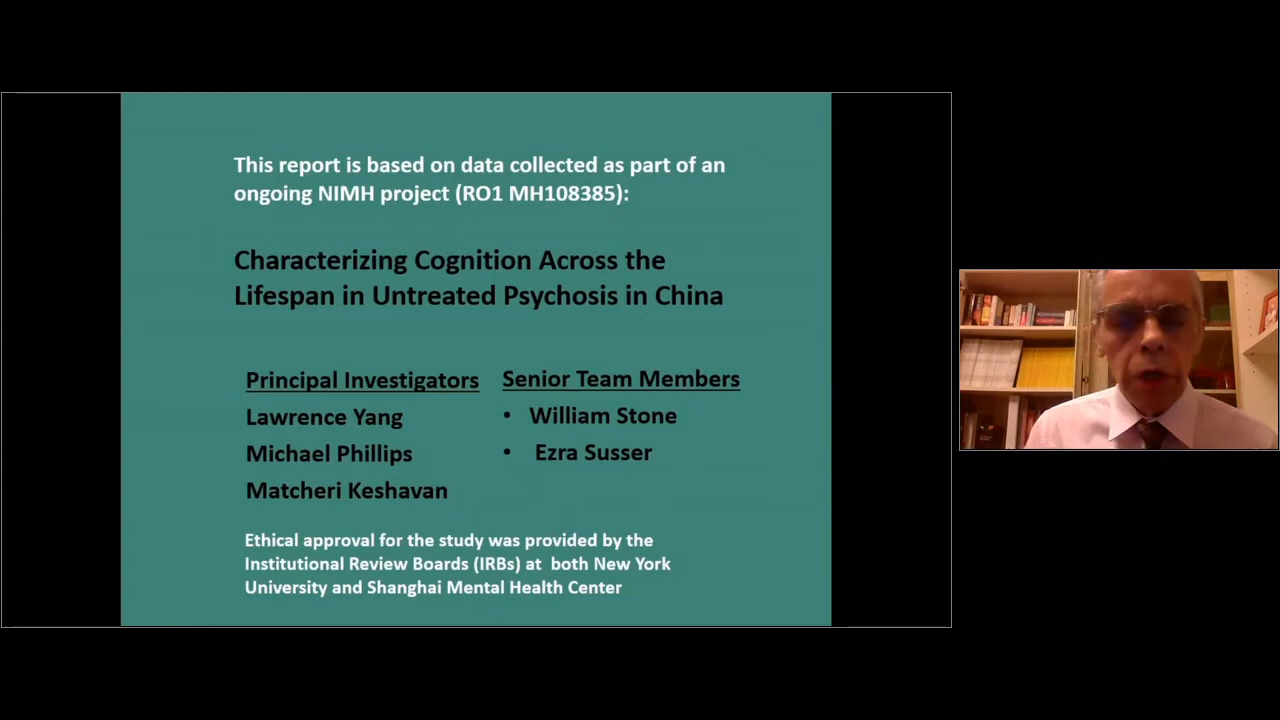 This report is based on data collected as part of an
ongoing NIMH project (RO1 MH108385):
Characterizing Cognition Across the
Lifespan in Untreated Psychosis in China
Principal Investigators
Lawrence Yang
Michael Phillips
Matcheri Keshavan
Senior Team Members
• William Stone
• Ezra Susser
Ethical approval for the study was provided by the
Institutional Review Boards (IRBs) at both New York
University and Shanghai Mental Health Center